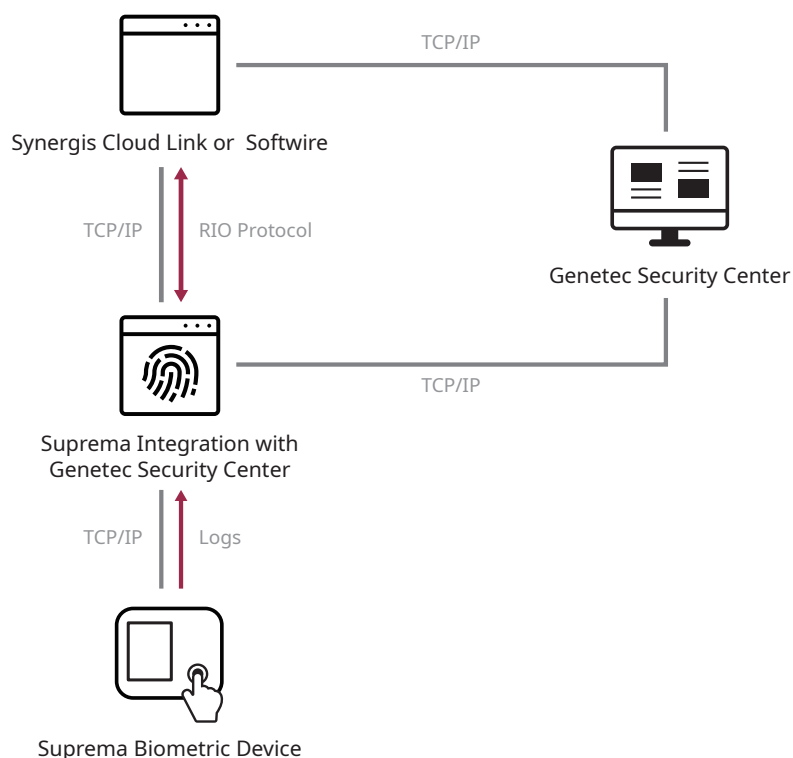 TCP/IP
Synergis Cloud Link or Softwire
TCP/IP
RIO Protocol
Genetec Security Center
TCP/IP
Suprema Integration with
Genetec Security Center
TCP/IP
Logs
Suprema Biometric Device